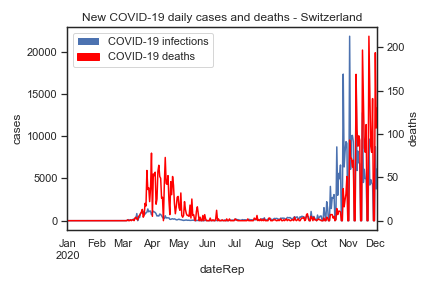 New COVID-19 daily cases and deaths - Switzerland
COVID-19 infections
COVID-19 deaths
20000
15000
10000
5000
0
cases
200
150
100
50
0
deaths
Jan Feb Mar Apr May Jun Jul Aug Sep Oct Nov Dec
2020
dateRep